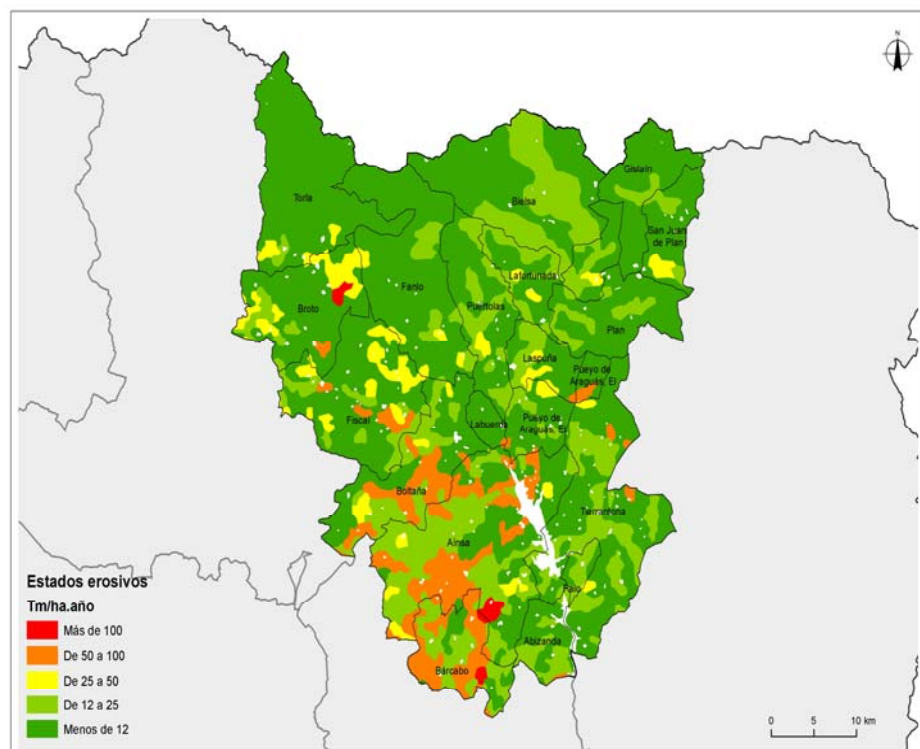 N
Gistaín
Torla
Bielsa
San Juan
de Plan
Lafortunada
Fanlo
Puértolas
Broto
Plan
Laspuña
Pueyo de
Araguás, El
Fiscal
Labuerda
Pueyo de
Araguás, El
Boltaña
Tierrantona
Aínsa
Palo
Abizanda
Bárcabo
Estados erosivos
Tm/ha.año
Más de 100
De 50 a 100
De 25 a 50
De 12 a 25
Menos de 12
0 5 10 km